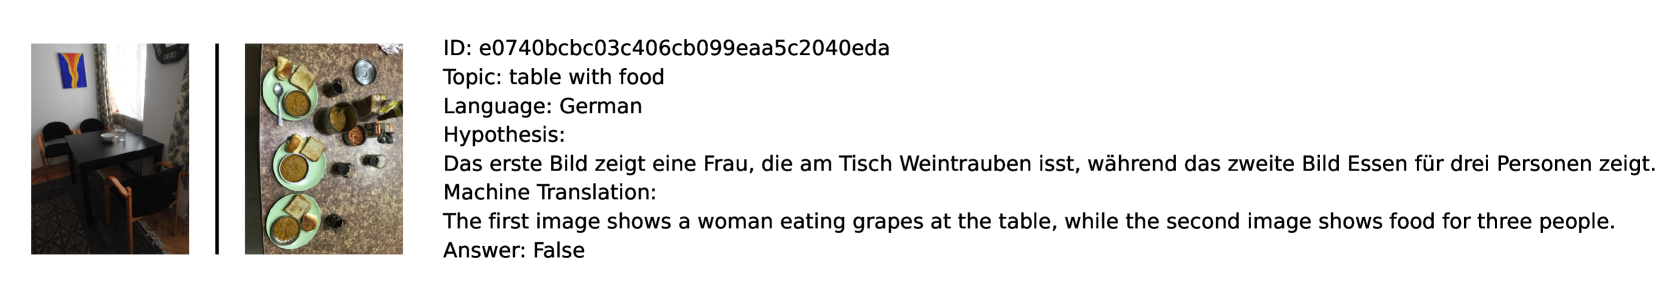 ID: e0740bcbc03c406cb099eaa5c2040eda
Topic: table with food
Language: German
Hypothesis:
Das erste Bild zeigt eine Frau, die am Tisch Weintrauben isst, während das zweite Bild Essen für drei Personen zeigt.
Machine Translation:
The first image shows a woman eating grapes at the table, while the second image shows food for three people.
Answer: False